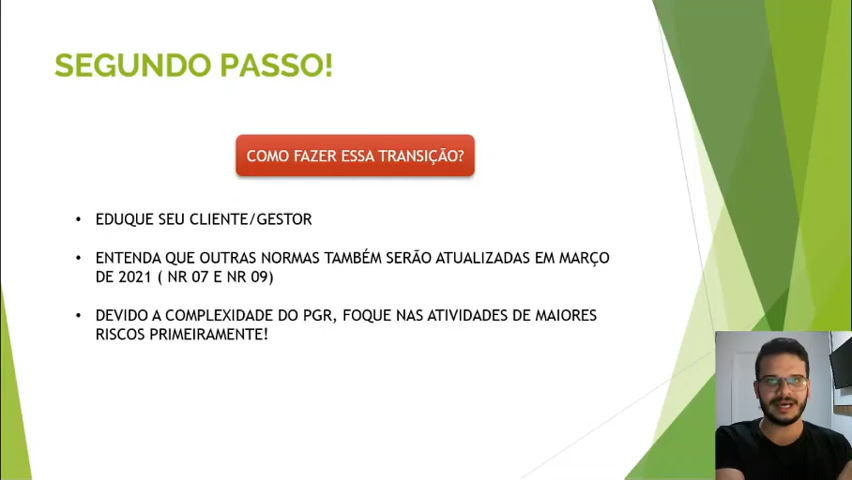 SEGUNDO PASSO!
COMO FAZER ESSA TRANSIÇÃO?
• EDUQUE SEU CLIENTE/GESTOR
• ENTENDA QUE OUTRAS NORMAS TAMBÉM SERÃO ATUALIZADAS EM MARÇO
DE 2021 ( NR 07 E NR 09)
• DEVIDO A COMPLEXIDADE DO PGR, FOQUE NAS ATIVIDADES DE MAIORES
RISCOS PRIMEIRAMENTE!